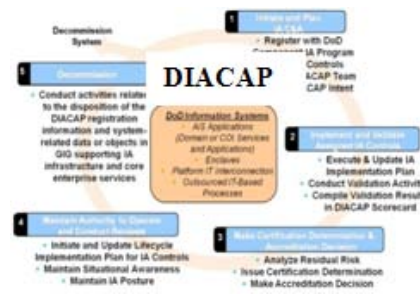 Decommission
System
1
Initiate and Plan
IA C&A
Register with DoD
IA Program
Controls
Team
Intent
DIACAP
5
Decommission
Conduct activities related
to the disposition of the
DIACAP registration
information and system-
related data or objects in
GIG supporting IA
infrastructure and core
enterprise services
DoD Information Systems
AIS Applications
(Domain or COI Services
and Applications)
Enclaves
Platform IT Interconnection
Outsourced IT-Based
Processes
2
Implement and Validate
Assigned IA Controls
Execute & Update IA
Implementation Plan
Conduct Validation Activit
Compile Validation Result
in DIACAP Scorecard
4
Maintain Authority to Operate
and Conduct Reviews
Initiate and Update Lifecycle
Implementation Plan for IA Controls
Maintain Situational Awareness
Maintain IA Posture
3
Make Certification Determination &
Accreditation Decision
Analyze Residual Risk
Issue Certification Determination
Make Accreditation Decision